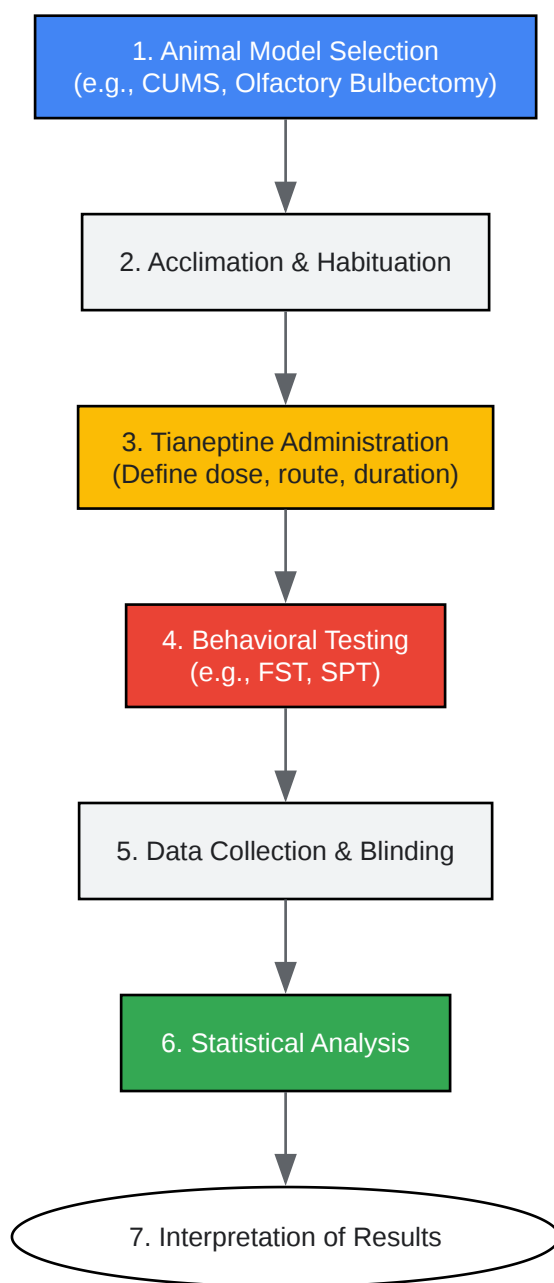 1. Animal Model Selection
(e.g., CUMS, Olfactory Bulbectomy)
2. Acclimation & Habituation
3. Tianeptine Administration
(Define dose, route, duration)
4. Behavioral Testing
(e.g., FST, SPT)
5. Data Collection & Blinding
6. Statistical Analysis
7. Interpretation of Results